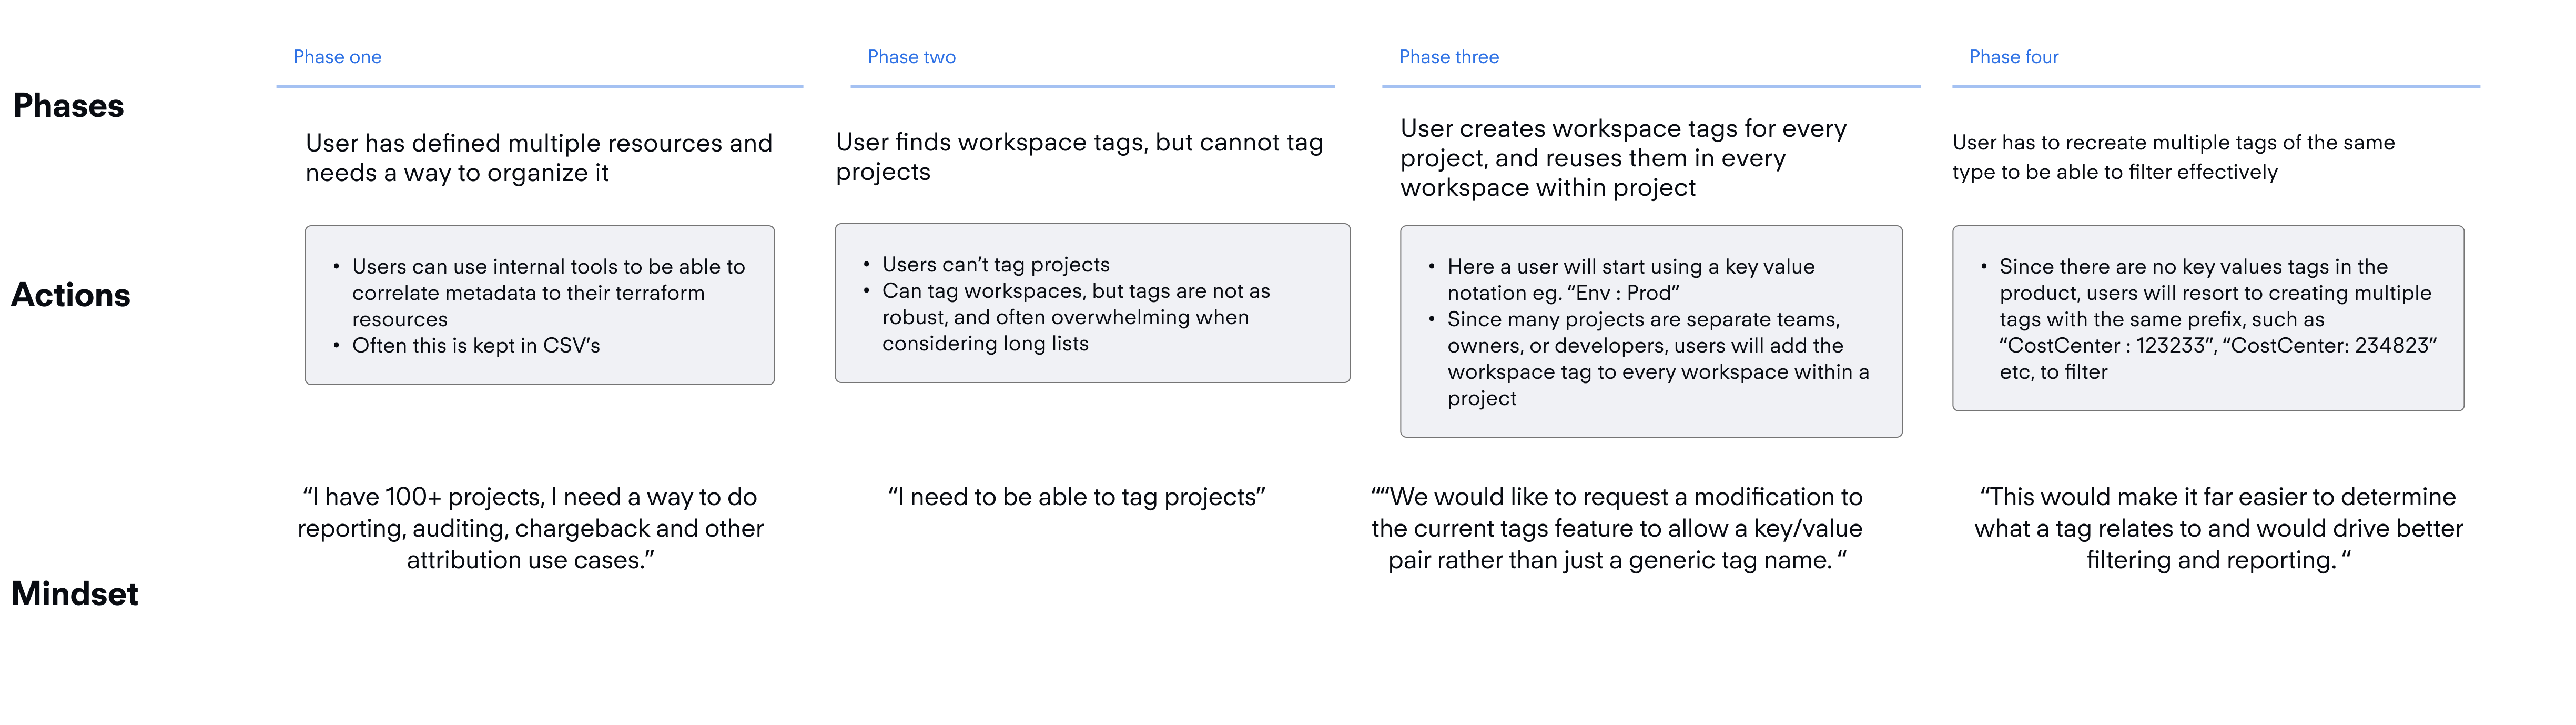 Phases
Phase one
User has defined multiple resources and
needs a way to organize it
Phase two
User finds workspace tags, but cannot tag
projects
Phase three
User creates workspace tags for every
project, and reuses them in every
workspace within project
Phase four
User has to recreate multiple tags of the same
type to be able to filter effectively
Actions
• Users can use internal tools to be able to
correlate metadata to their terraform
resources
• Often this is kept in CSV’s
• Users can’t tag projects
• Can tag workspaces, but tags are not as
robust, and often overwhelming when
considering long lists
• Here a user will start using a key value
notation eg. “Env : Prod”
• Since many projects are separate teams,
owners, or developers, users will add the
workspace tag to every workspace within a
project
• Since there are no key values tags in the
product, users will resort to creating multiple
tags with the same prefix, such as
“CostCenter : 123233”, “CostCenter: 234823”
etc, to filter
Mindset
“I have 100+ projects, I need a way to do
reporting, auditing, chargeback and other
attribution use cases.”
“I need to be able to tag projects”
““We would like to request a modification to
the current tags feature to allow a key/value
pair rather than just a generic tag name. “
“This would make it far easier to determine
what a tag relates to and would drive better
filtering and reporting. “